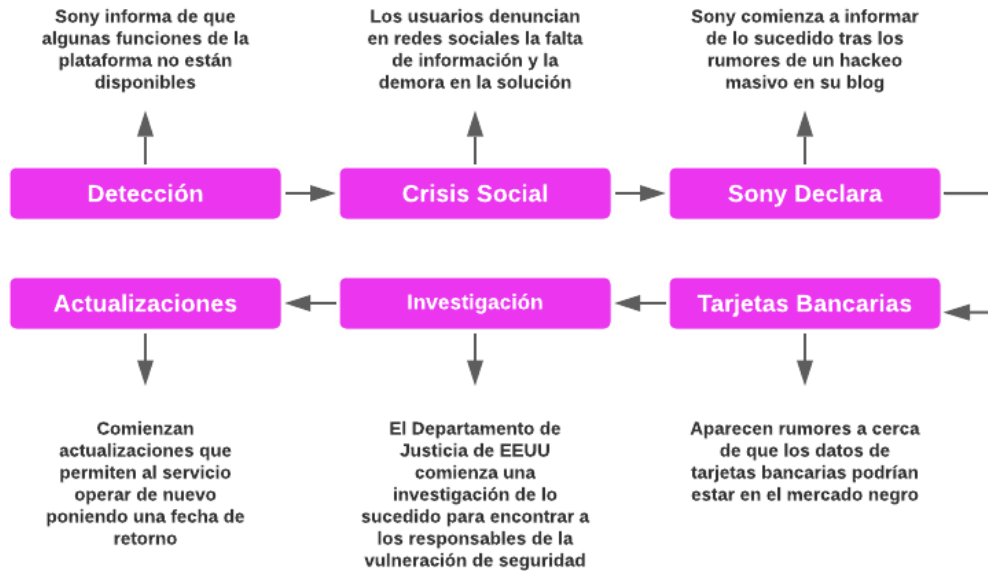 Sony informa de que
algunas funciones de la
plataforma no están
disponibles
Los usuarios denuncian
en redes sociales la falta
de información y la
demora en la solución
Sony comienza a informar
de lo sucedido tras los
rumores de un hackeo
masivo en su blog
Detección
Crisis Social
Sony Declara
Actualizaciones
Investigación
Tarjetas Bancarias
Comienzan
actualizaciones que
permiten al servicio
operar de nuevo
poniendo una fecha de
retorno
El Departamento de
Justicia de EEUU
comienza una
investigación de lo
sucedido para encontrar a
los responsables de la
vulneración de seguridad
Aparecen rumores a cerca
de que los datos de
tarjetas bancarias podrían
estar en el mercado negro